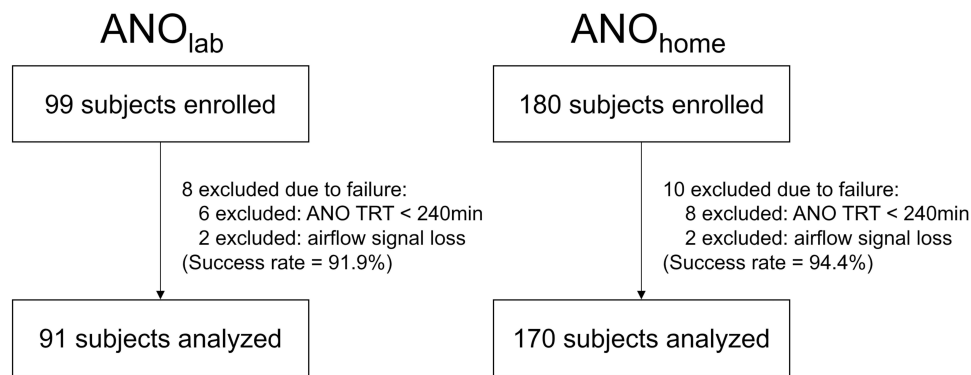 ANOlab
99 subjects enrolled
8 excluded due to failure:
6 excluded: ANO TRT < 240min
2 excluded: airflow signal loss
(Success rate = 91.9%)
91 subjects analyzed
ANOhome
180 subjects enrolled
10 excluded due to failure:
8 excluded: ANO TRT < 240min
2 excluded: airflow signal loss
(Success rate = 94.4%)
170 subjects analyzed